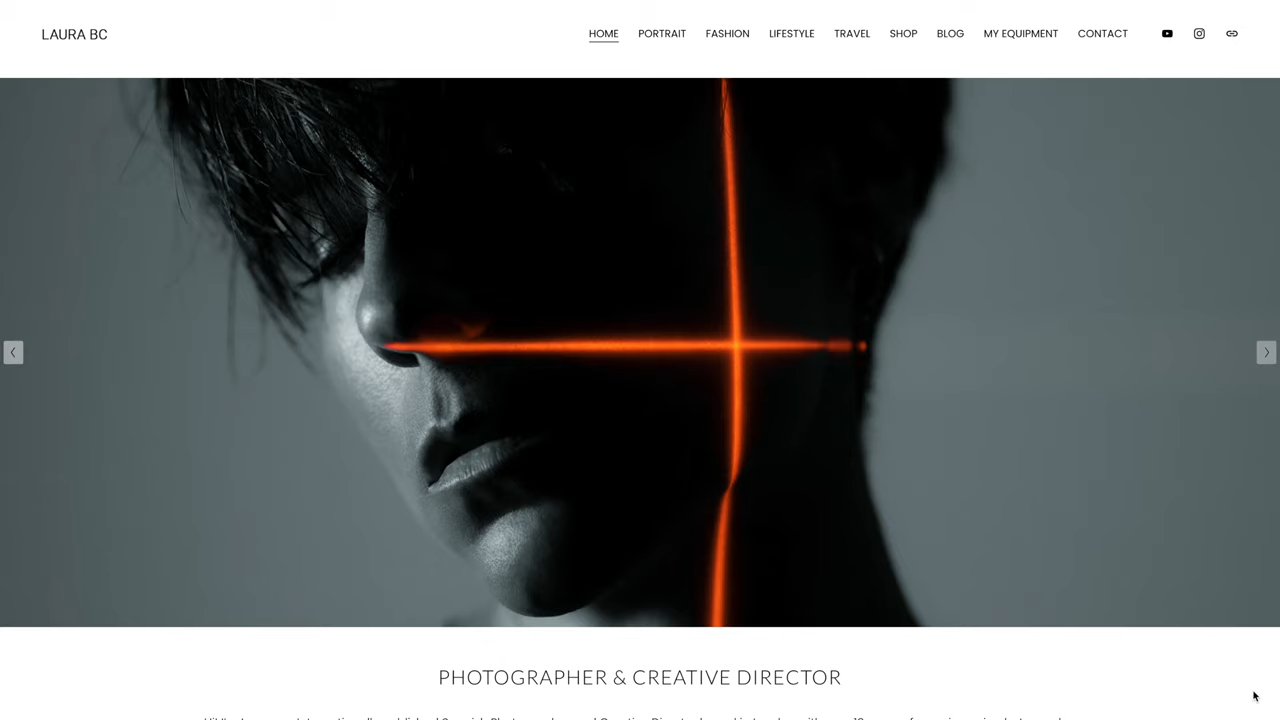 LAURA BC
HOME PORTRAIT FASHION LIFESTYLE TRAVEL SHOP BLOG MY EQUIPMENT CONTACT
PHOTOGRAPHER & CREATIVE DIRECTOR